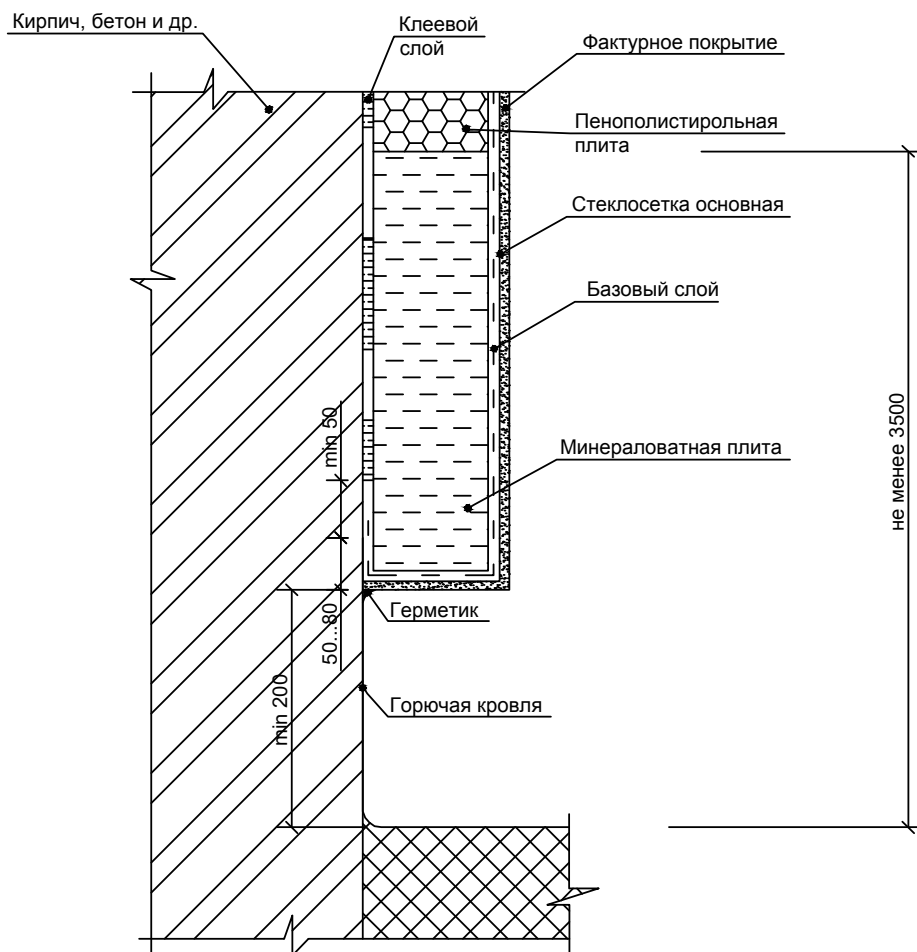 Кирпич, бетон и др.
Клеевой
слой
Фактурное покрытие
Пенополистирольная
плита
Стеклосетка основная
Базовый слой
не менее 3500
min 50
Минераловатная плита
Герметик
50...80
min 200
Горючая кровля